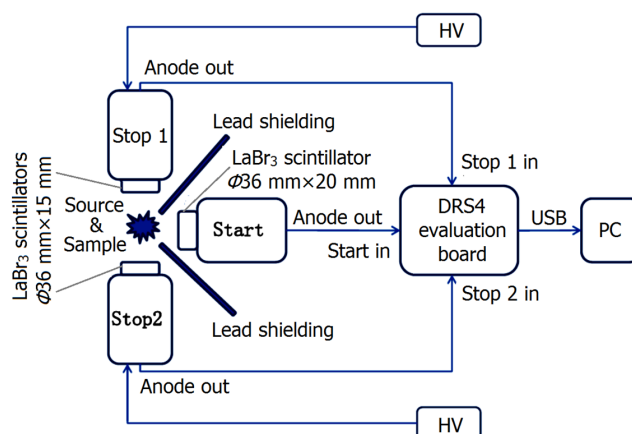 HV
Anode out
Stop 1
Lead shielding
LaBr₃ scintillator
Φ36 mm×20 mm
Stop 1 in
LaBr₃ scintillators
Φ36 mm×15 mm
Source
&
Sample
Start
Anode out
Start in
DRS4
evaluation
board
USB
PC
Stop 2 in
Stop2
Lead shielding
Anode out
HV